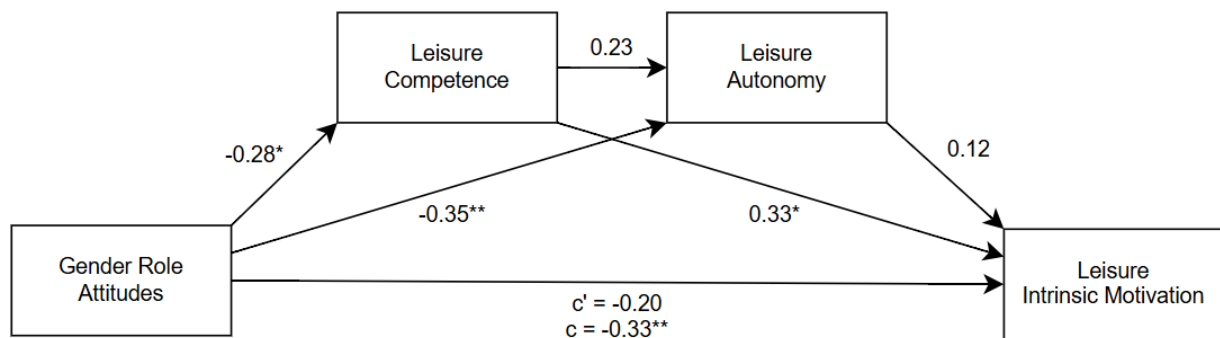 Leisure
Competence
0.23
Leisure
Autonomy
-0.28*
0.12
-0.35**
0.33*
Gender Role
Attitudes
c' = -0.20
c = -0.33**
Leisure
Intrinsic Motivation